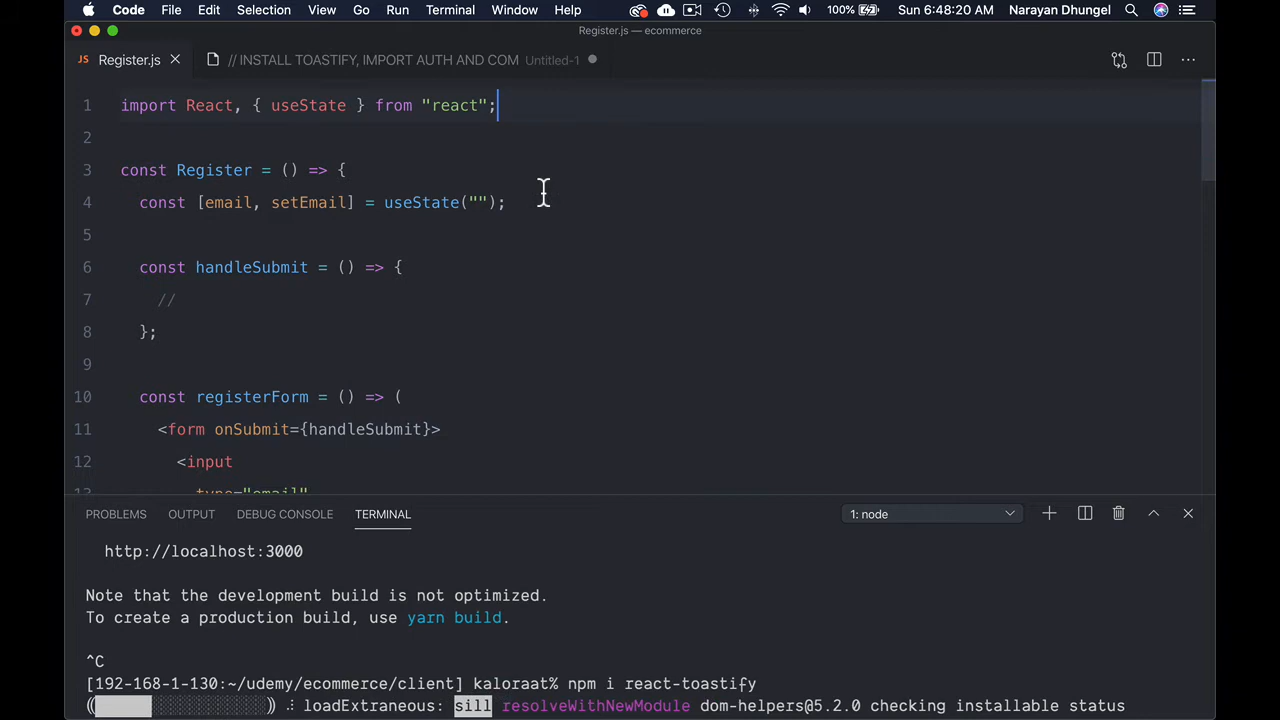 Code File Edit Selection View Go Run Terminal Window Help 100% Sun 6:48:20 AM Narayan Dhungel
Register.js — ecommerce
JS Register.js // INSTALL TOASTIFY, IMPORT AUTH AND COM Untitled-1
1 import React, { useState } from "react";
2
3 const Register = () => {
4 const [email, setEmail] = useState("");
5
6 const handleSubmit = () => {
7 //
8 };
9
10 const registerForm = () => (
11 <form onSubmit={handleSubmit}>
12 <input
13 type="email"
PROBLEMS OUTPUT DEBUG CONSOLE TERMINAL 1: node
http://localhost:3000
Note that the development build is not optimized.
To create a production build, use yarn build.
^C
[192-168-1-130:~/udemy/ecommerce/client] kaloraat% npm i react-toastify
((██████░░░░░░░░░░░░)) ⠼ loadExtraneous: sill resolveWithNewModule dom-helpers@5.2.0 checking installable status